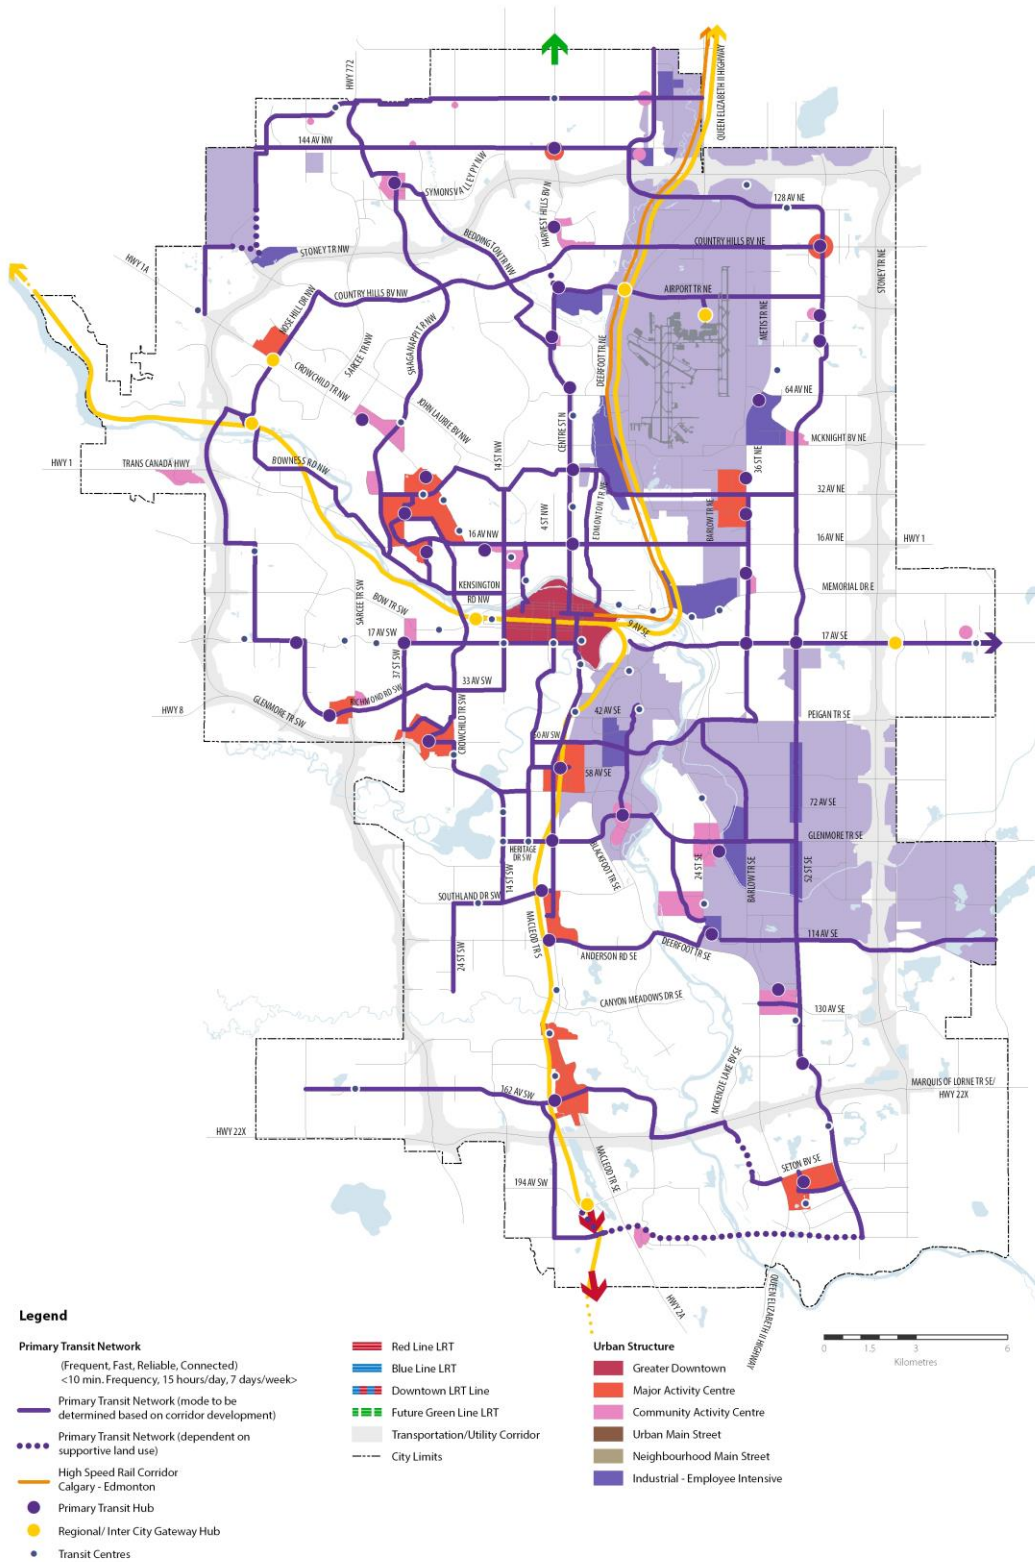 HWY 772
QUEEN ELIZABETH II HIGHWAY
144 AV NW
SYMONS VALLEY PY NW
HARVEST HILLS BV N
128 AV NE
STONEY TR NW
BEDDINGTON TR NW
COUNTRY HILLS BV NE
STONEY TR NE
HWY 1A
COUNTRY HILLS BV NW
AIRPORT TR NE
NOSE HILL DR NW
SARCEE TR NW
SHAGANAPPI TR NW
DEERFOOT TR NE
METIS TR NE
CROWCHILD TR NW
JOHN LAURIE BV NW
CENTRE ST N
64 AV NE
MCKNIGHT BV NE
HWY 1
TRANS CANADA HWY
BOWNESS RD NW
14 ST NW
36 ST NE
4 ST NW
EDMONTON TR NE
BARLOW TR NE
32 AV NE
16 AV NW
16 AV NE
HWY 1
KENSINGTON
RD NW
MEMORIAL DR E
SARCEE TR SW
BOW TR SW
9 AV SE
17 AV SW
17 AV SE
37 ST SW
33 AV SW
RICHMOND RD SW
GLENMORE TR SW
HWY 8
CROWCHILD TR SW
42 AV SE
50 AV SW
PEIGAN TR SE
58 AV SE
72 AV SE
GLENMORE TR SE
HERITAGE
DR SW
BLACKFOOT TR SE
24 ST SE
BARLOW TR SE
52 ST SE
14 ST SW
SOUTHLAND DR SW
MACLEOD TR S
24 ST SW
DEERFOOT TR SE
114 AV SE
ANDERSON RD SE
CANYON MEADOWS DR SE
130 AV SE
MCKENZIE LAKE BV SE
162 AV SW
MARQUIS OF LORNE TR SE/
HWY 22X
HWY 22X
MACLEOD TR SE
SETON BV SE
194 AV SW
HWY 2A
QUEEN ELIZABETH II HIGHWAY
0 1.5 3 6
Kilometres
Legend
Primary Transit Network
(Frequent, Fast, Reliable, Connected)
<10 min. Frequency, 15 hours/day, 7 days/week>
Primary Transit Network (mode to be
determined based on corridor development)
Primary Transit Network (dependent on
supportive land use)
High Speed Rail Corridor
Calgary - Edmonton
Primary Transit Hub
Regional/ Inter City Gateway Hub
Transit Centres
Red Line LRT
Blue Line LRT
Downtown LRT Line
Future Green Line LRT
Transportation/Utility Corridor
City Limits
Urban Structure
Greater Downtown
Major Activity Centre
Community Activity Centre
Urban Main Street
Neighbourhood Main Street
Industrial - Employee Intensive